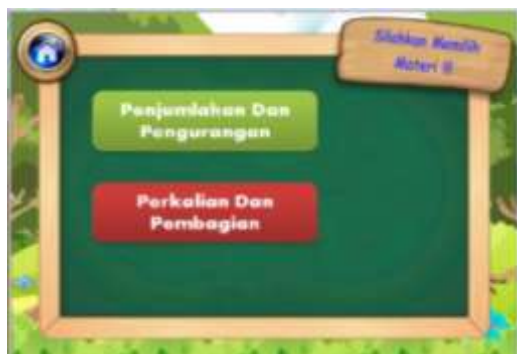 Silahkan Memilih
Materi
Penjumlahan Dan
Pengurangan
Perkalian Dan
Pembagian